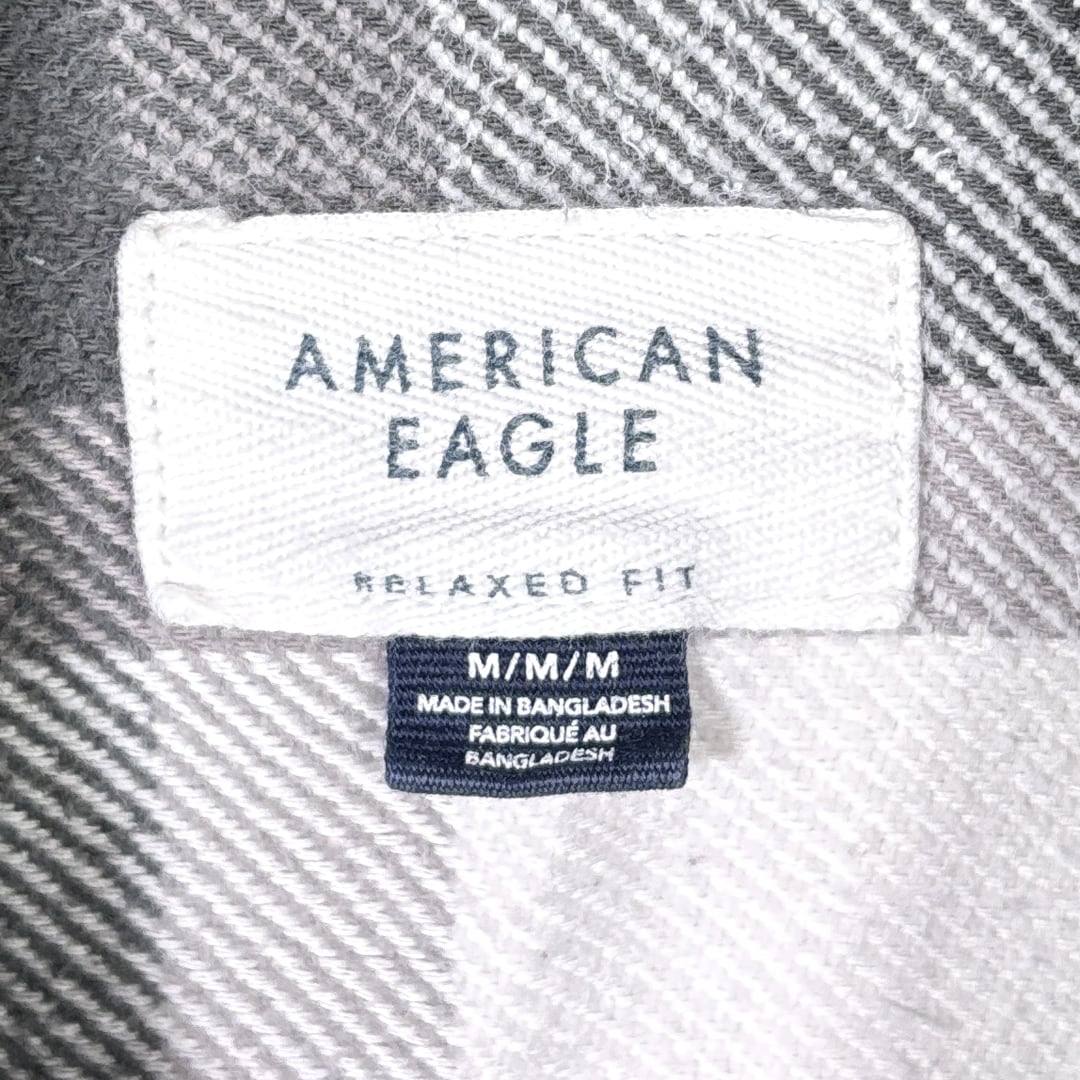 AMERICAN
EAGLE
RELAXED FIT
M/M/M
MADE IN BANGLADESH
FABRIQUÉ AU
BANGLADESH